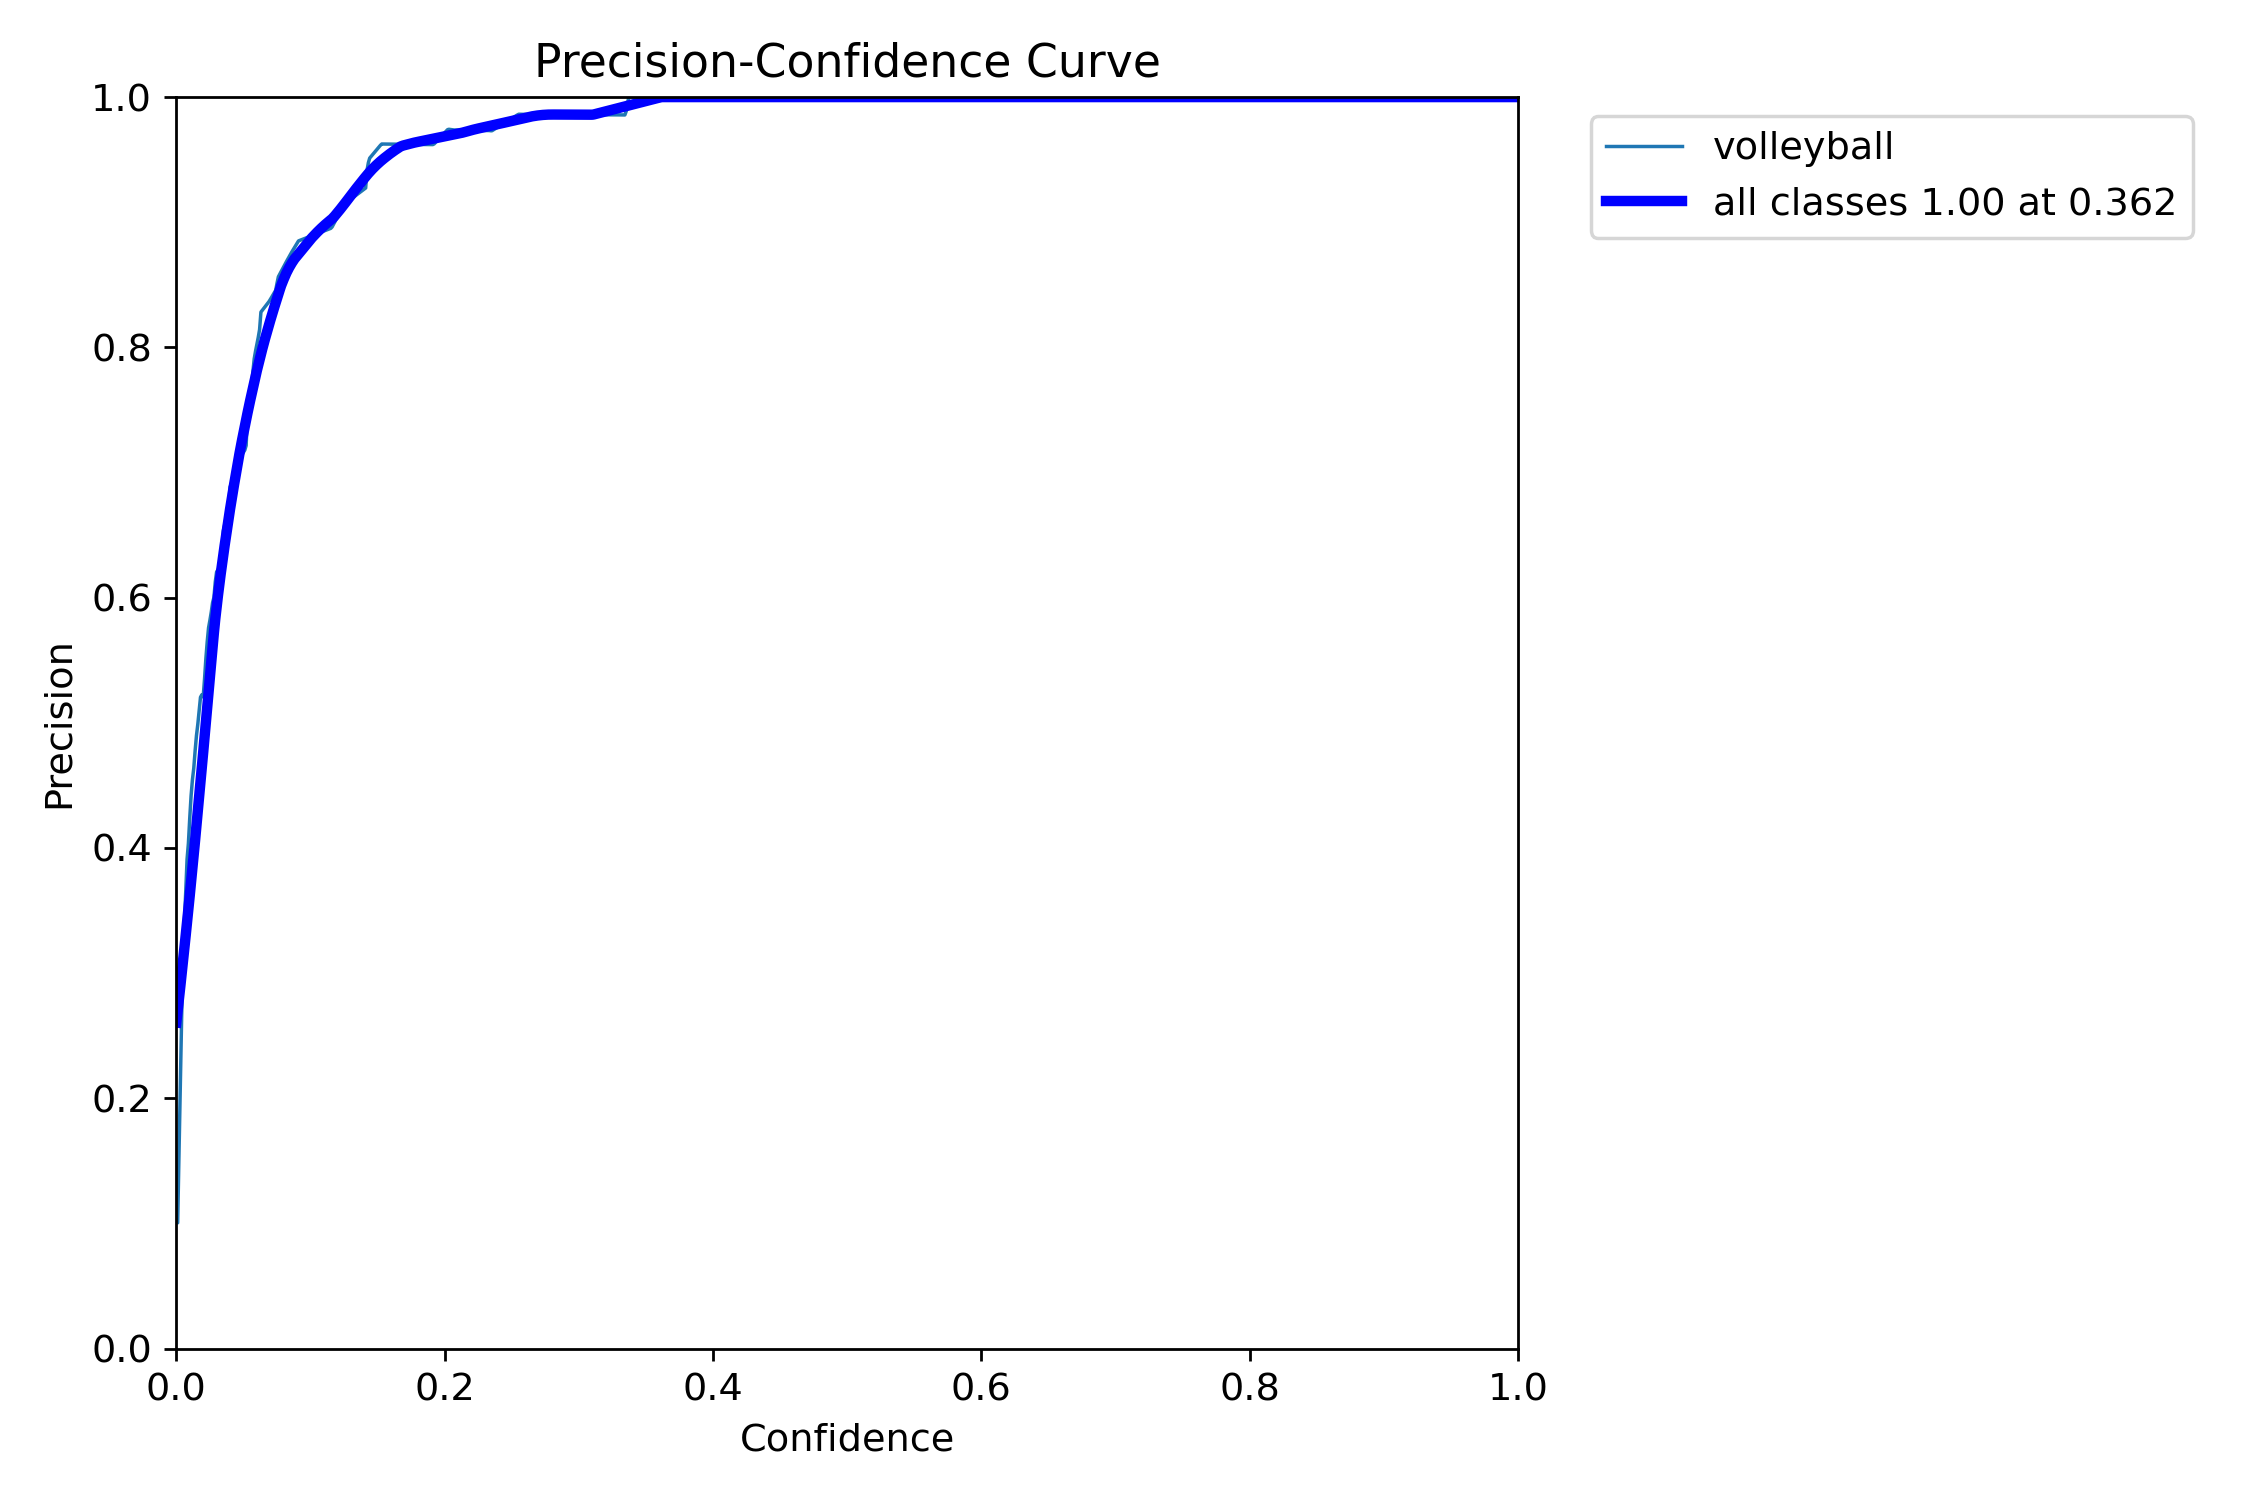 Precision-Confidence Curve
1.0
0.8
0.6
0.4
0.2
0.0
Precision
0.0 0.2 0.4 0.6 0.8 1.0
Confidence
volleyball
all classes 1.00 at 0.362